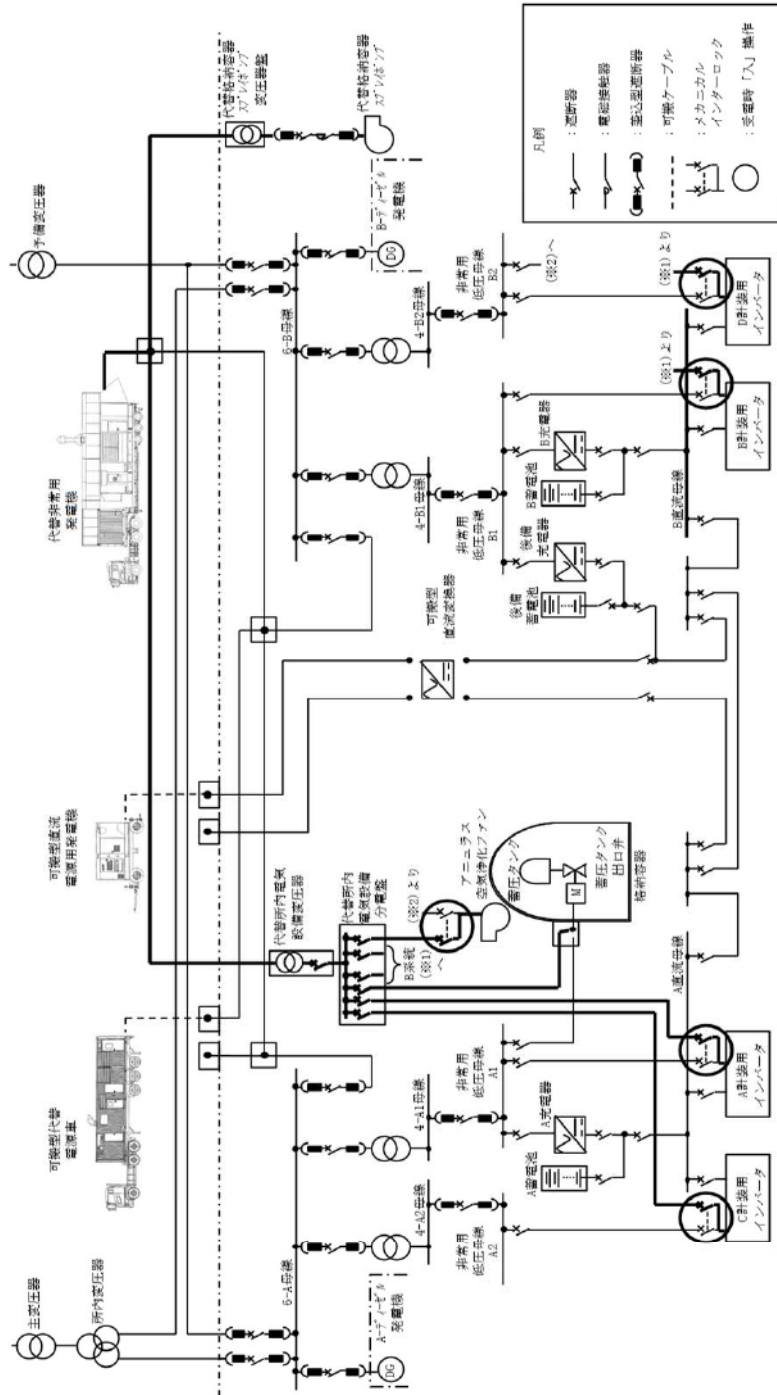 主変圧器
所内変圧器
可搬型代替
電源車
可搬型直流
電源用発電機
代替非常用
発電機
予備変圧器
代替格納容器
スプレイポンプ
変圧器盤
代替格納容器
スプレイポンプ
代替所内電気
設備変圧器
代替所内
電気設備
分電盤
B系統
(※1)
へ
(※2)より
アニュラス
空気浄化ファン
蓄圧タンク
蓄圧タンク
出口弁
格納容器
M
6-A母線
A-ディーゼル
発電機
DG
4-A2母線
4-A1母線
非常用
低圧母線
A2
非常用
低圧母線
A1
A蓄電池
A充電器
A直流母線
C計装用
インバータ
A計装用
インバータ
可搬型
直流変換器
6-B母線
B-ディーゼル
発電機
DG
4-B1母線
4-B2母線
非常用
低圧母線
B1
非常用
低圧母線
B2
(※2)へ
後備
蓄電池
後備
充電器
B蓄電池
B充電器
B直流母線
(※1)より
(※1)より
B計装用
インバータ
D計装用
インバータ
凡例
：遮断器
：電磁接触器
：差込型遮断器
：可搬ケーブル
：メカニカル
インターロック
：受電時「入」操作